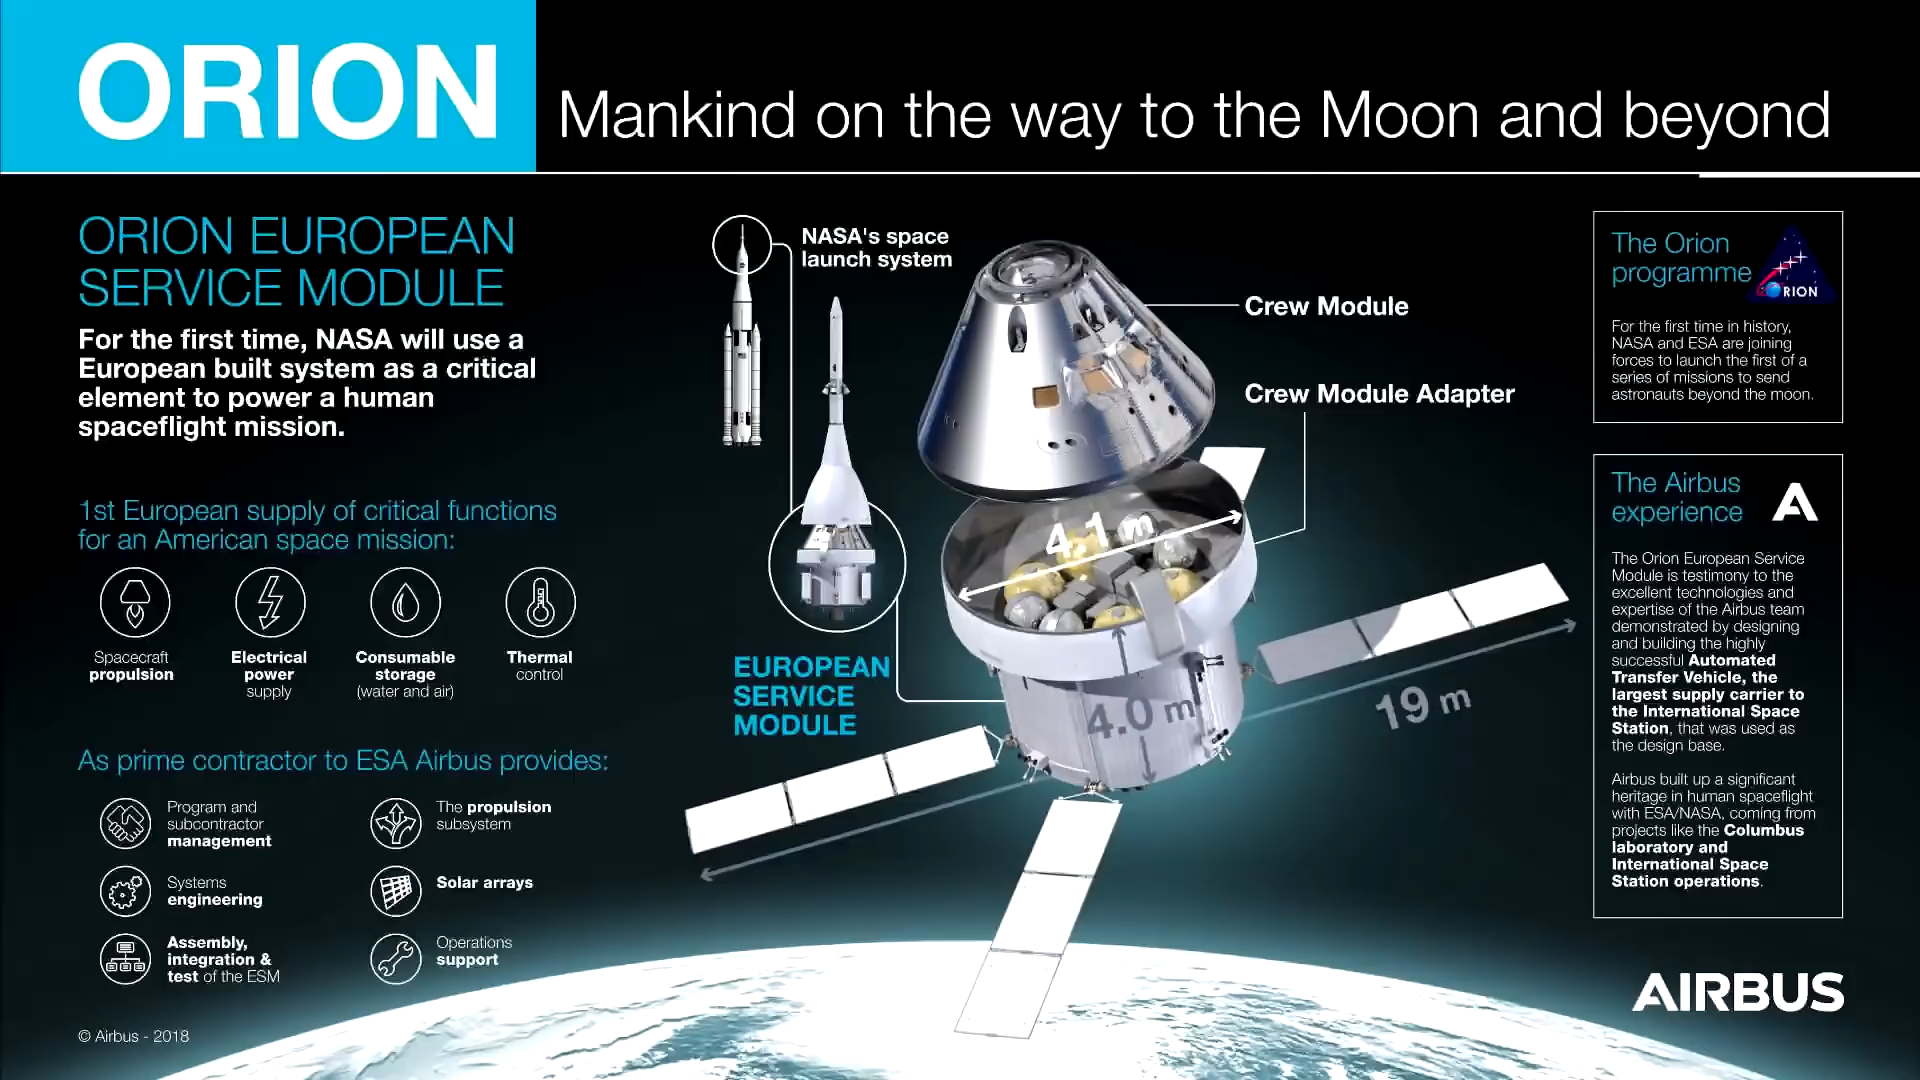 ORION
Mankind on the way to the Moon and beyond
ORION EUROPEAN
SERVICE MODULE
For the first time, NASA will use a
European built system as a critical
element to power a human
spaceflight mission.
1st European supply of critical functions
for an American space mission:
Spacecraft
propulsion
Electrical
power
supply
Consumable
storage
(water and air)
Thermal
control
As prime contractor to ESA Airbus provides:
Program and
subcontractor
management
The propulsion
subsystem
Systems
engineering
Solar arrays
Assembly,
integration &
test of the ESM
Operations
support
© Airbus - 2018
NASA's space
launch system
Crew Module
Crew Module Adapter
4.1 m
EUROPEAN
SERVICE
MODULE
4.0 m
19 m
The Orion
programme
ORION
For the first time in history,
NASA and ESA are joining
forces to launch the first of a
series of missions to send
astronauts beyond the moon.
The Airbus
experience
The Orion European Service
Module is testimony to the
excellent technologies and
expertise of the Airbus team
demonstrated by designing
and building the highly
successful Automated
Transfer Vehicle, the
largest supply carrier to
the International Space
Station, that was used as
the design base.
Airbus built up a significant
heritage in human spaceflight
with ESA/NASA, coming from
projects like the Columbus
laboratory and
International Space
Station operations.
AIRBUS